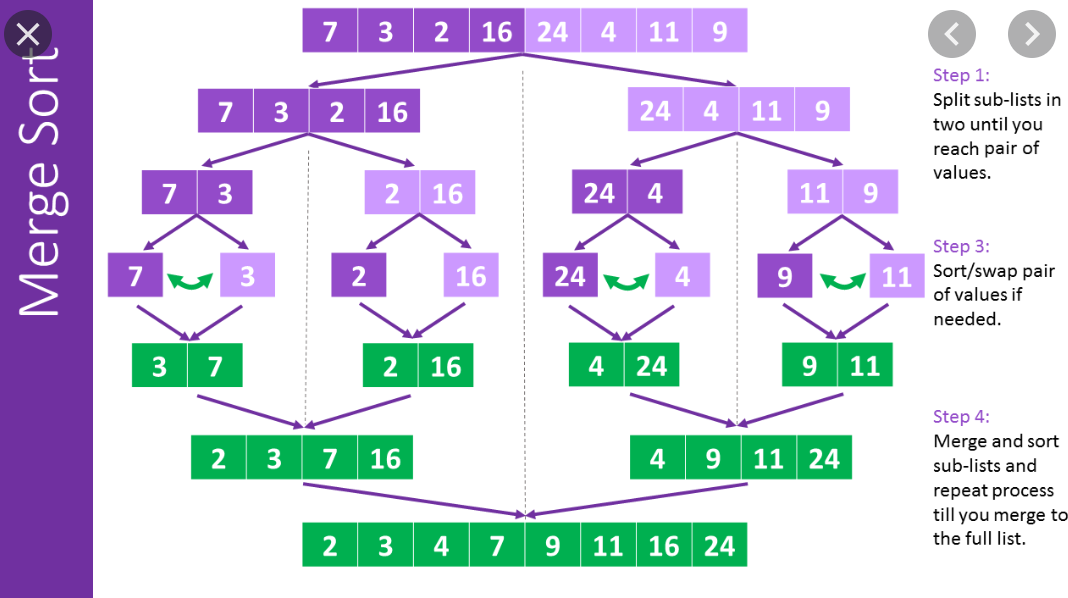 Merge Sort
7 3 2 16 24 4 11 9
7 3 2 16
24 4 11 9
7 3
2 16
24 4
11 9
7
3
2
16
24
4
9
11
3 7
2 16
4 24
9 11
2 3 7 16
4 9 11 24
2 3 4 7 9 11 16 24
Step 1:
Split sub-lists in
two until you
reach pair of
values.
Step 3:
Sort/swap pair
of values if
needed.
Step 4:
Merge and sort
sub-lists and
repeat process
till you merge to
the full list.